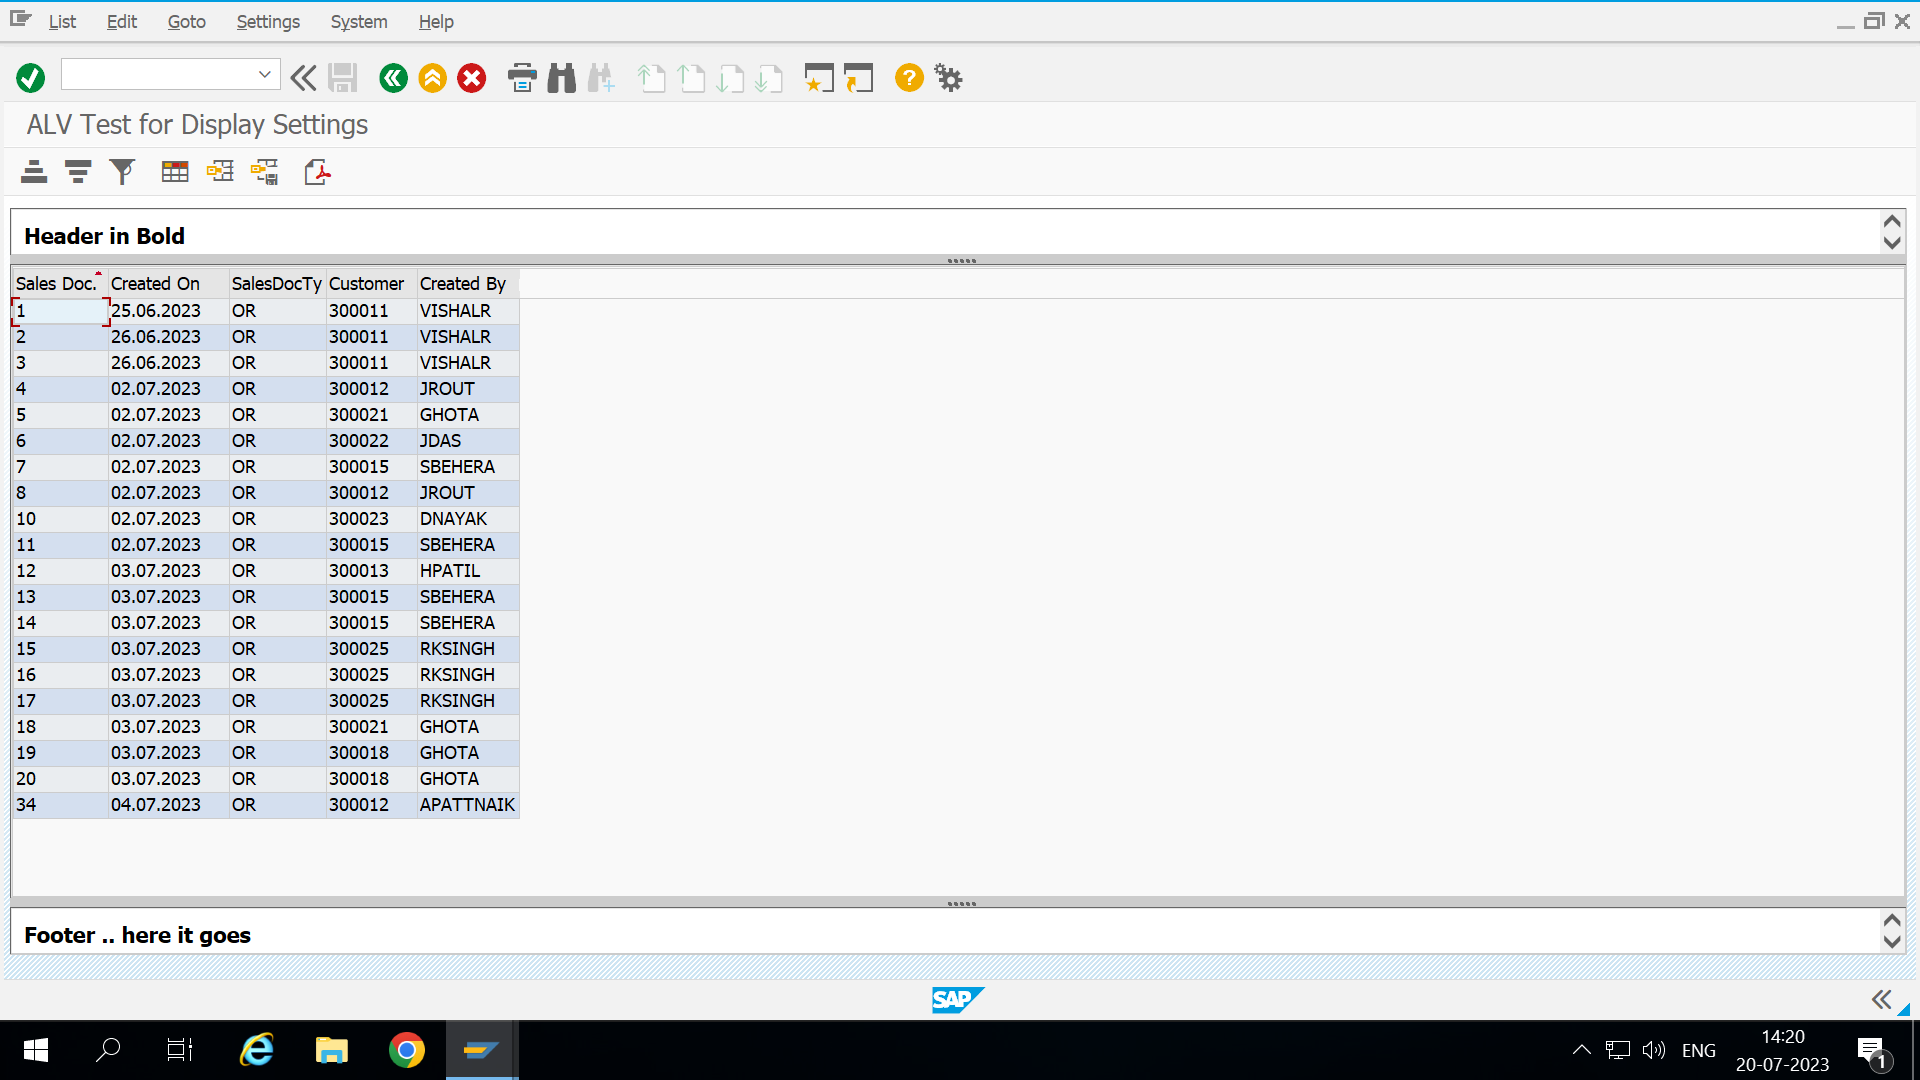 List Edit Goto Settings System Help
ALV Test for Display Settings
Header in Bold
Sales Doc. Created On SalesDocTy Customer Created By
1 25.06.2023 OR 300011 VISHALR
2 26.06.2023 OR 300011 VISHALR
3 26.06.2023 OR 300011 VISHALR
4 02.07.2023 OR 300012 JROUT
5 02.07.2023 OR 300021 GHOTA
6 02.07.2023 OR 300022 JDAS
7 02.07.2023 OR 300015 SBEHERA
8 02.07.2023 OR 300012 JROUT
10 02.07.2023 OR 300023 DNAYAK
11 02.07.2023 OR 300015 SBEHERA
12 03.07.2023 OR 300013 HPATIL
13 03.07.2023 OR 300015 SBEHERA
14 03.07.2023 OR 300015 SBEHERA
15 03.07.2023 OR 300025 RKSINGH
16 03.07.2023 OR 300025 RKSINGH
17 03.07.2023 OR 300025 RKSINGH
18 03.07.2023 OR 300021 GHOTA
19 03.07.2023 OR 300018 GHOTA
20 03.07.2023 OR 300018 GHOTA
34 04.07.2023 OR 300012 APATTNAIK
Footer .. here it goes
SAP
ENG
14:20
20-07-2023
1